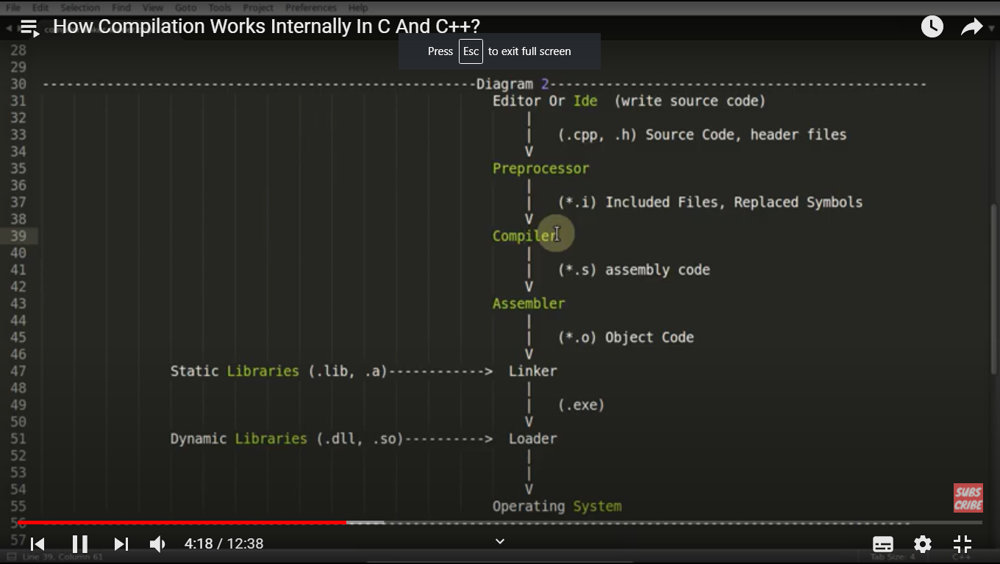 File Edit Selection Find View Goto Tools Project Preferences Help
How Compilation Works Internally In C And C++?
Press Esc to exit full screen
28
29
30 -----------------------------------------------------Diagram 2-----------------------------------------------
31 Editor Or Ide (write source code)
32 |
33 | (.cpp, .h) Source Code, header files
34 V
35 Preprocessor
36 |
37 | (*.i) Included Files, Replaced Symbols
38 V
39 Compiler
40 |
41 | (*.s) assembly code
42 V
43 Assembler
44 |
45 | (*.o) Object Code
46 V
47 Static Libraries (.lib, .a)------------> Linker
48 |
49 | (.exe)
50 V
51 Dynamic Libraries (.dll, .so)----------> Loader
52 |
53 |
54 V
55 Operating System
SUBS
CRIBE
56
57
4:18 / 12:38
Line 39, Column 61
Tab Size: 4
C++